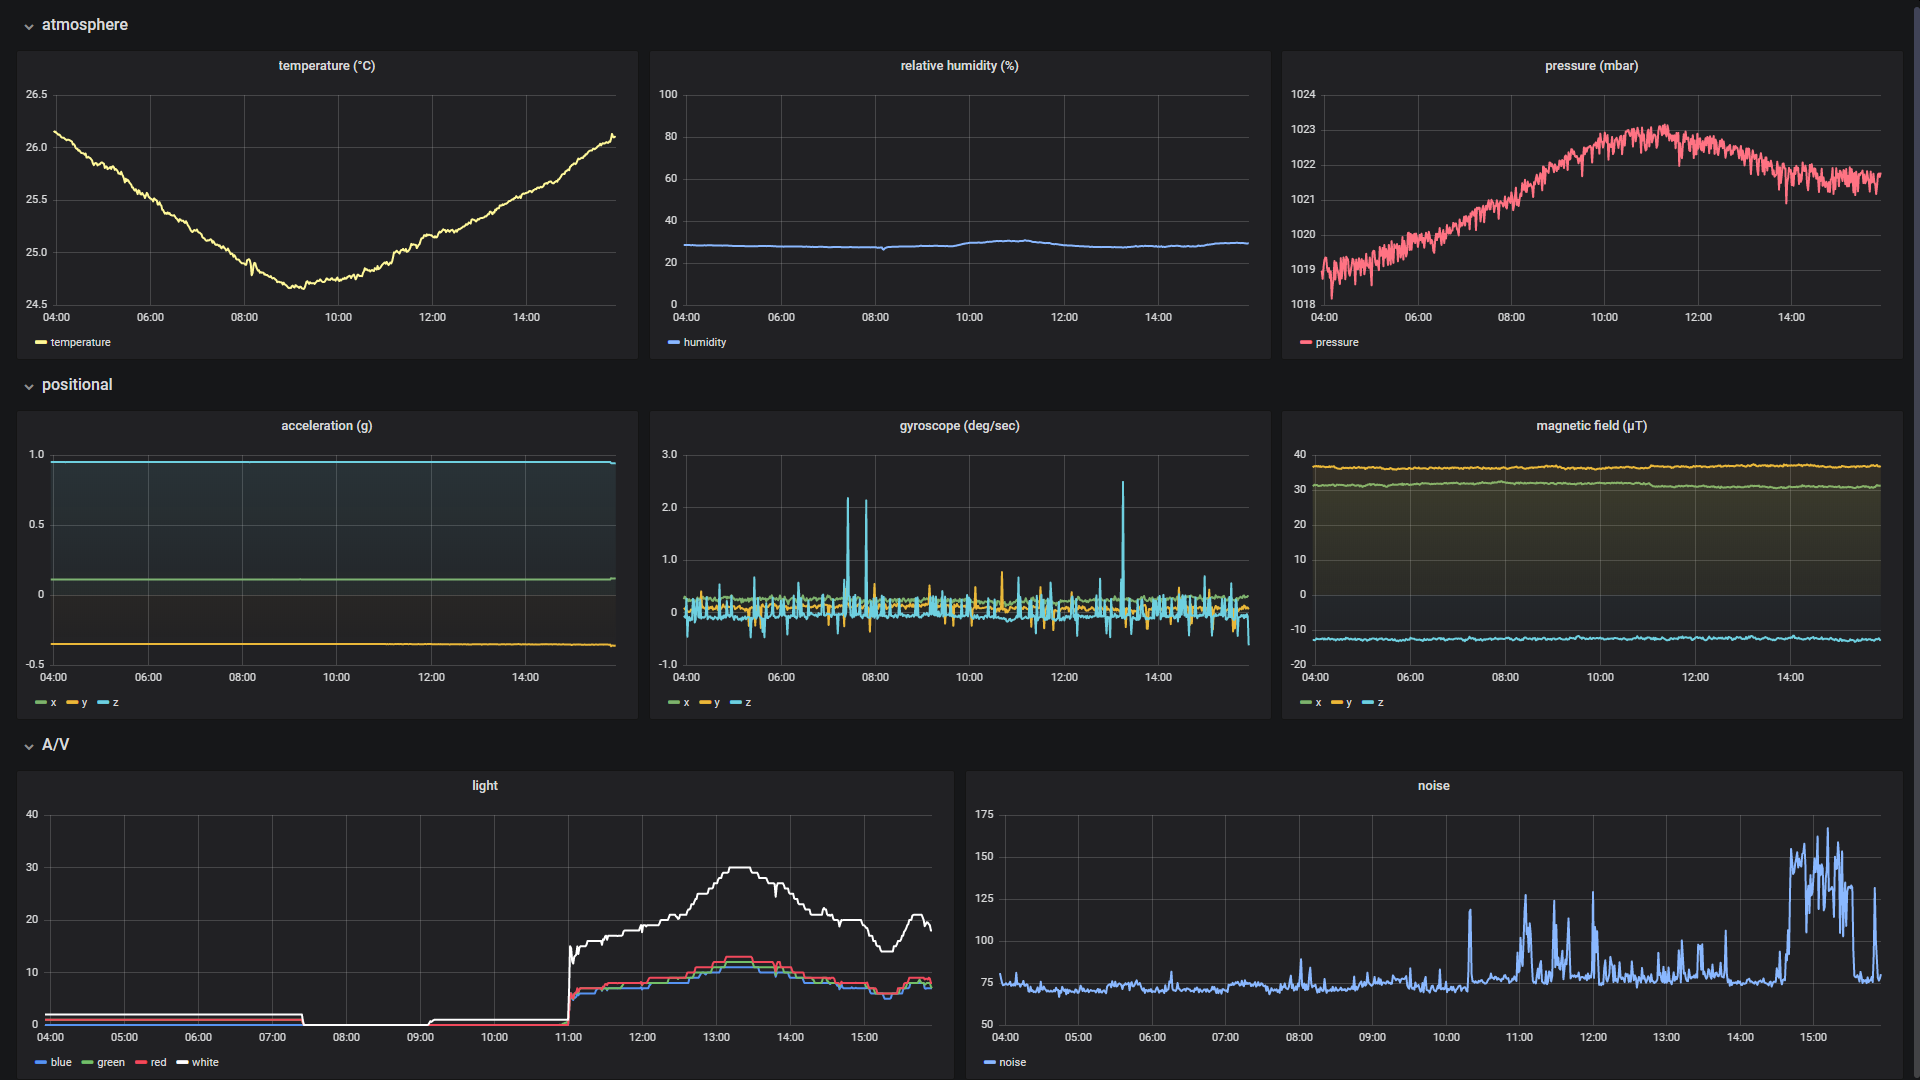 atmosphere
temperature (°C)
26.5
26.0
25.5
25.0
24.5
04:00 06:00 08:00 10:00 12:00 14:00
temperature
relative humidity (%)
100
80
60
40
20
0
04:00 06:00 08:00 10:00 12:00 14:00
humidity
pressure (mbar)
1024
1023
1022
1021
1020
1019
1018
04:00 06:00 08:00 10:00 12:00 14:00
pressure
positional
acceleration (g)
1.0
0.5
0
-0.5
04:00 06:00 08:00 10:00 12:00 14:00
x y z
gyroscope (deg/sec)
3.0
2.0
1.0
0
-1.0
04:00 06:00 08:00 10:00 12:00 14:00
x y z
magnetic field (µT)
40
30
20
10
0
-10
-20
04:00 06:00 08:00 10:00 12:00 14:00
x y z
A/V
light
40
30
20
10
0
04:00 05:00 06:00 07:00 08:00 09:00 10:00 11:00 12:00 13:00 14:00 15:00
blue green red white
noise
175
150
125
100
75
50
04:00 05:00 06:00 07:00 08:00 09:00 10:00 11:00 12:00 13:00 14:00 15:00
noise